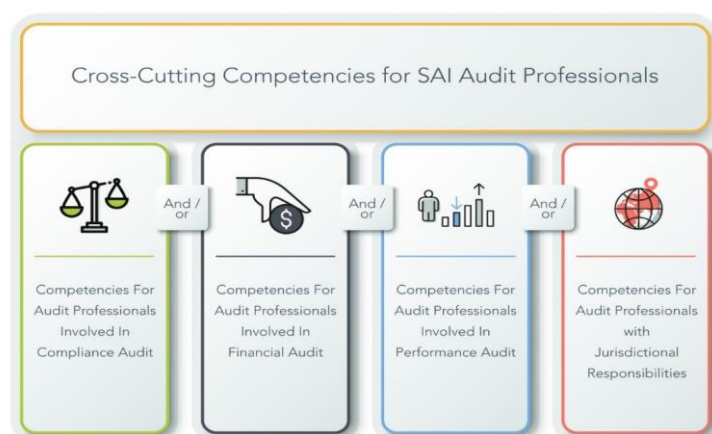 Cross-Cutting Competencies for SAI Audit Professionals
And /
or
And /
or
And /
or
$
Competencies For
Audit Professionals
Involved In
Compliance Audit
Competencies For
Audit Professionals
Involved In
Financial Audit
Competencies For
Audit Professionals
Involved In
Performance Audit
Competencies For
Audit Professionals
with
Jurisdictional
Responsibilities